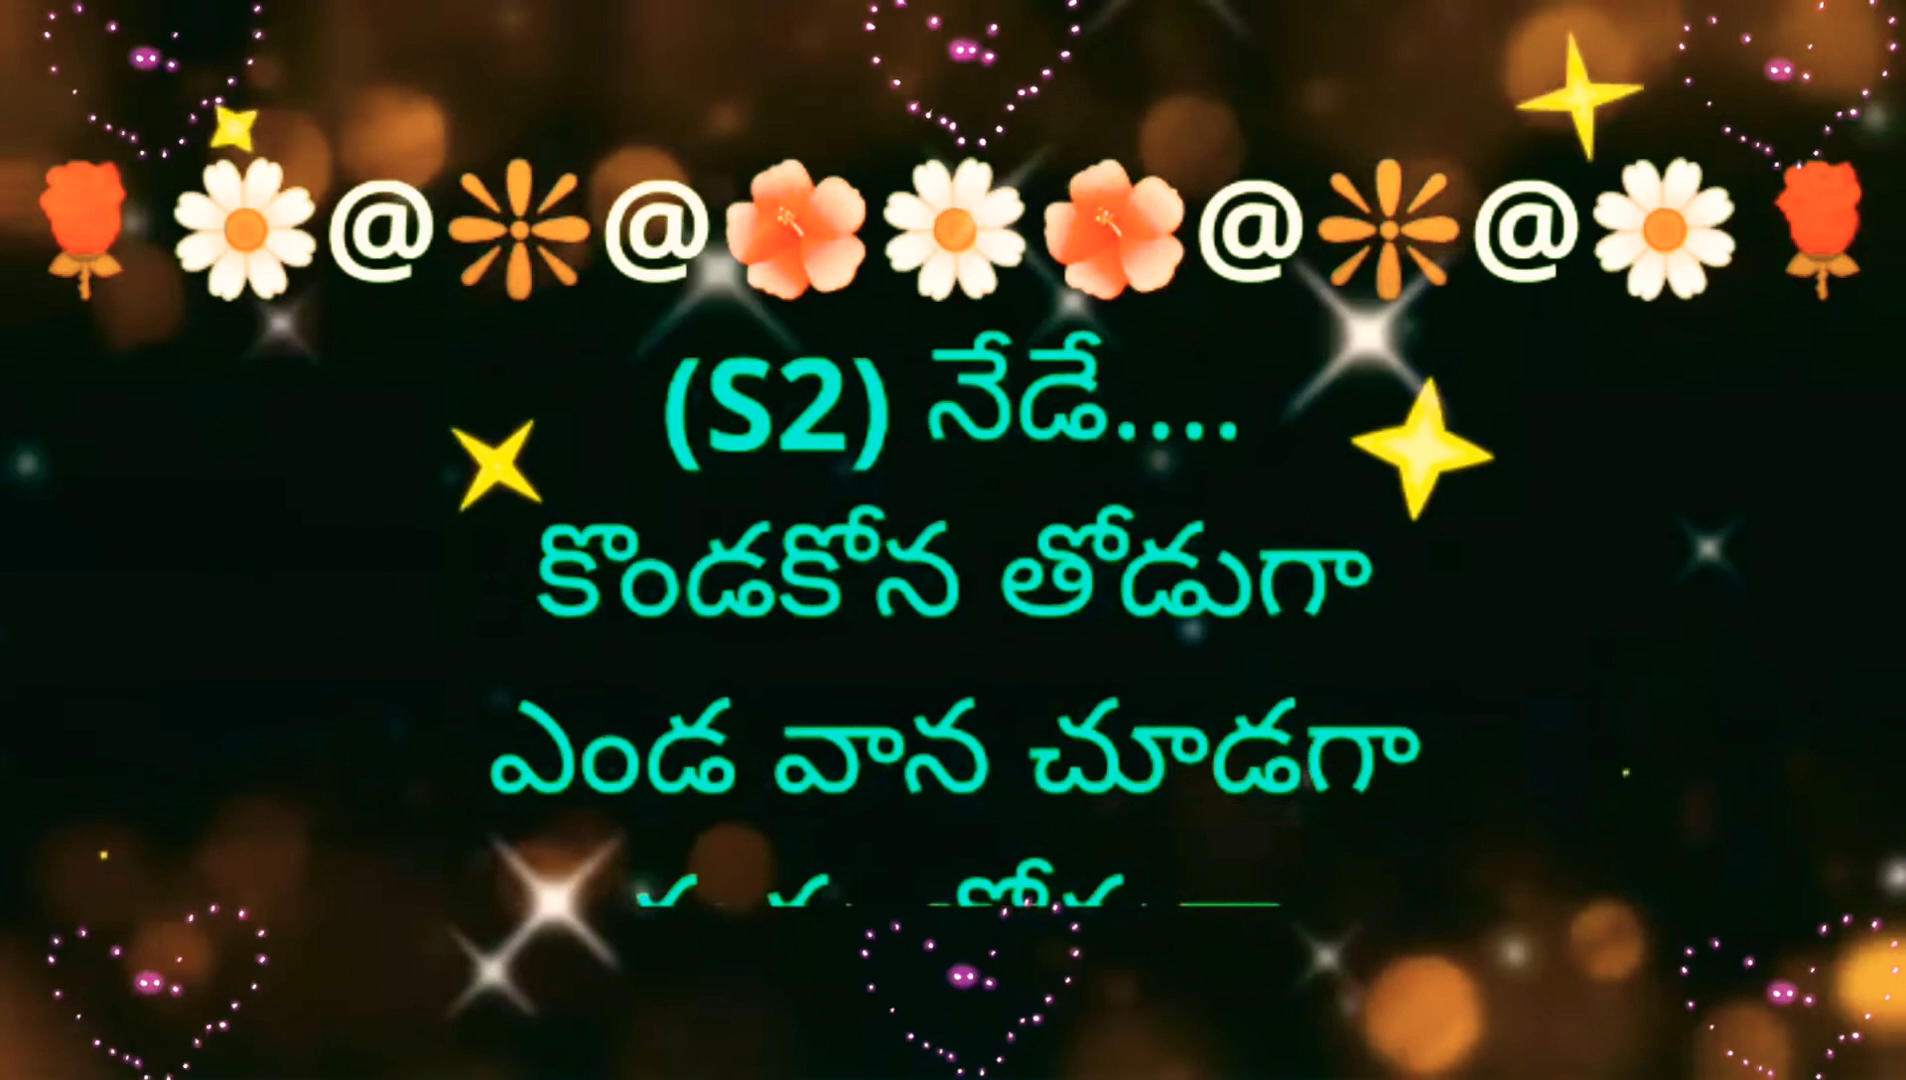 @ @ @ @
(S2) నేడే....
కొండకోన తోడుగా
ఎండ వాన చూడగా